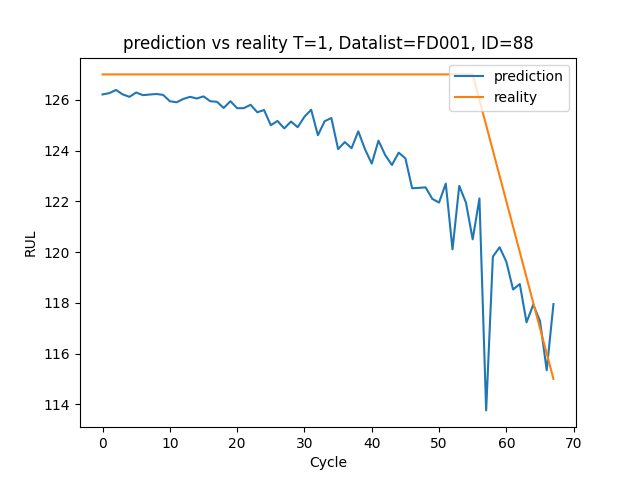 prediction vs reality T=1, Datalist=FD001, ID=88
prediction
reality
126
124
122
120
118
116
114
RUL
0 10 20 30 40 50 60 70
Cycle